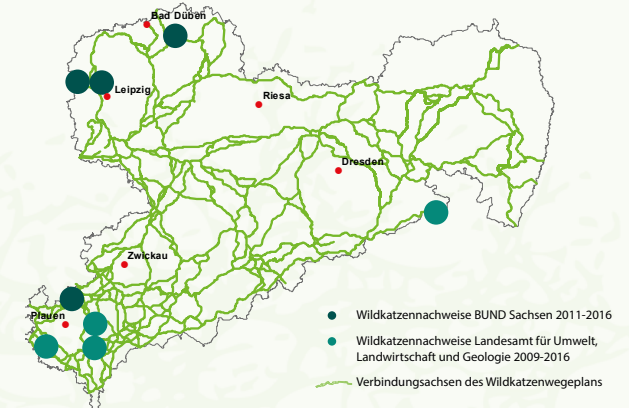 Bad Düben
Leipzig
Riesa
Dresden
Zwickau
Plauen
Wildkatzennachweise BUND Sachsen 2011-2016
Wildkatzennachweise Landesamt für Umwelt,
Landwirtschaft und Geologie 2009-2016
Verbindungsachsen des Wildkatzenwegeplans